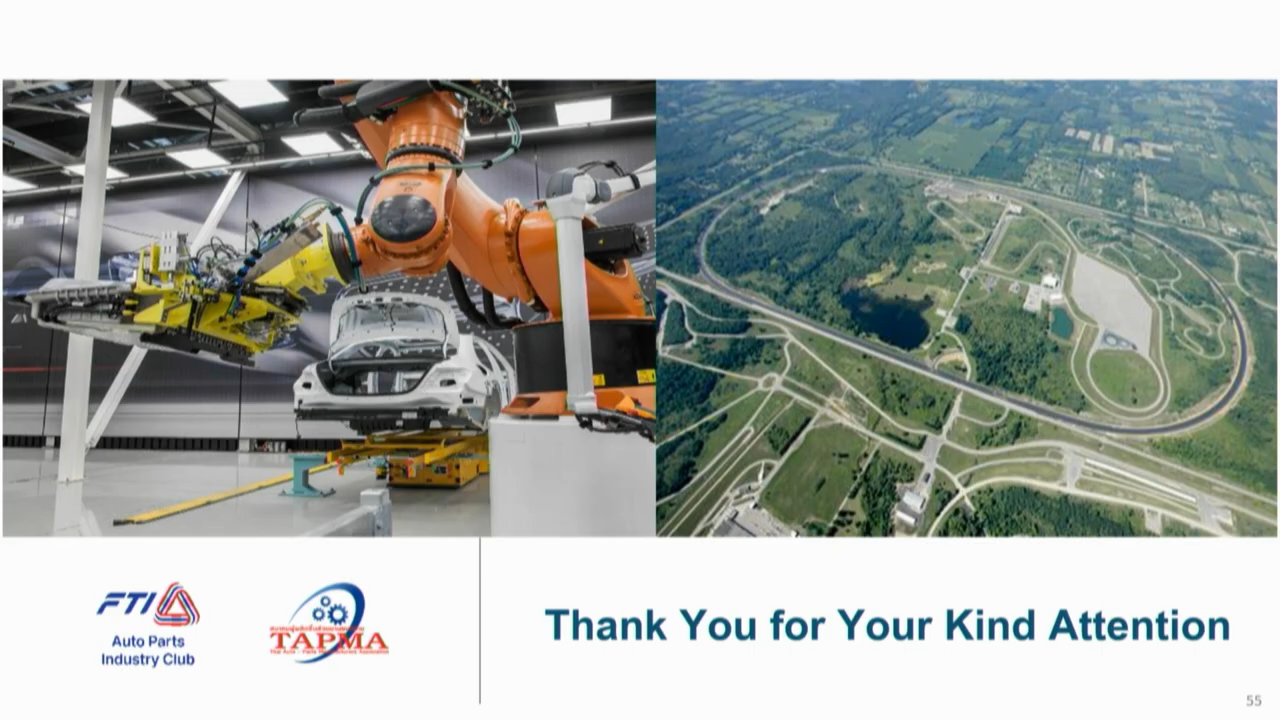 FTI
Auto Parts
Industry Club
TAPMA
Thank You for Your Kind Attention
55